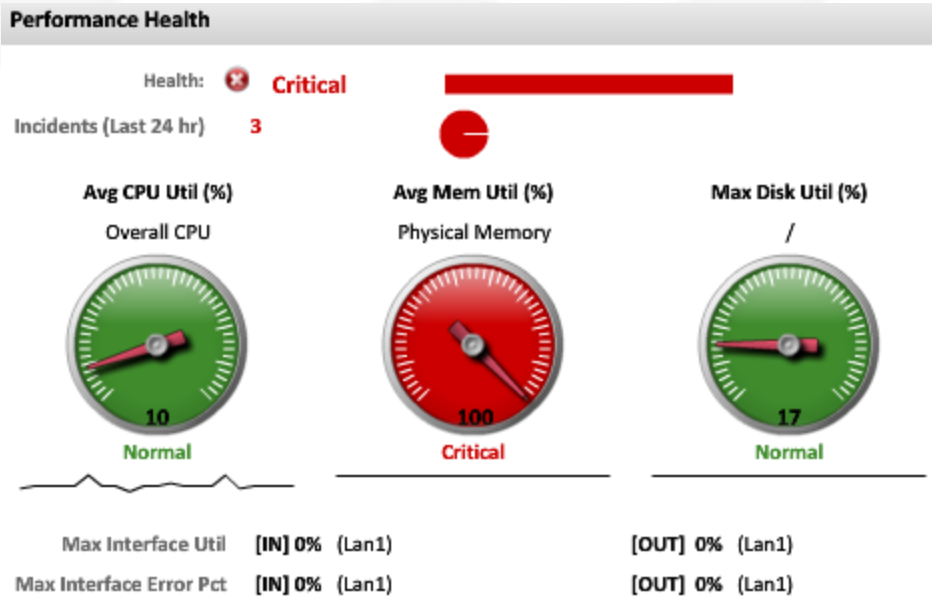 Performance Health
Health: Critical
Incidents (Last 24 hr) 3
Avg CPU Util (%) Avg Mem Util (%) Max Disk Util (%)
Overall CPU Physical Memory /
10 100 17
Normal Critical Normal
Max Interface Util [IN] 0% (Lan1) [OUT] 0% (Lan1)
Max Interface Error Pct [IN] 0% (Lan1) [OUT] 0% (Lan1)